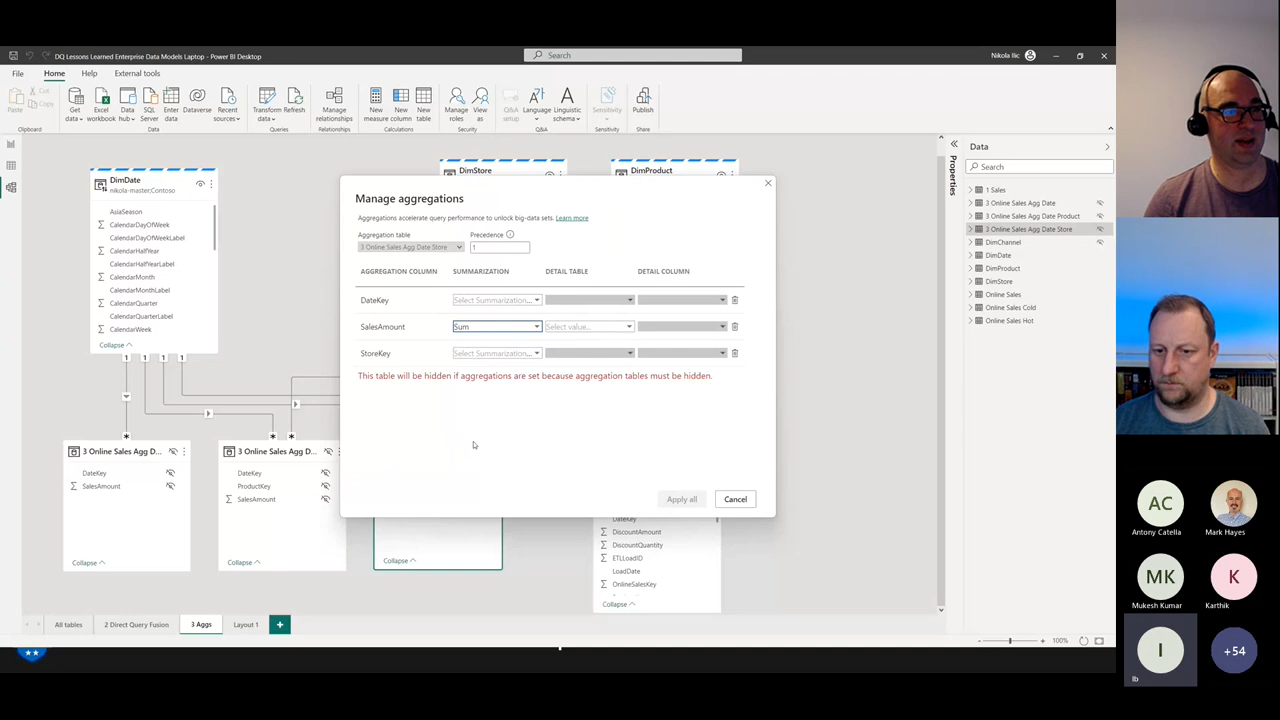 DQ Lessons Learned Enterprise Data Models Laptop - Power BI Desktop
Search
Nikola Ilic
File Home Help External tools
Paste
Cut
Copy
Get data
Excel workbook
Data hub
SQL Server
Enter data
Dataverse
Recent sources
Transform data
Refresh
Manage relationships
New measure
New column
New table
Manage roles
View as
Q&A setup
Language
Linguistic schema
Sensitivity
Publish
Clipboard
Data
Queries
Relationships
Calculations
Security
Q&A
Sensitivity
Share
DimDate
nikola-master;Contoso
AsiaSeason
CalendarDayOfWeek
CalendarDayOfWeekLabel
CalendarHalfYear
CalendarHalfYearLabel
CalendarMonth
CalendarMonthLabel
CalendarQuarter
CalendarQuarterLabel
CalendarWeek
Collapse
1 1 1 1
DimStore
DimProduct
Manage aggregations
Aggregations accelerate query performance to unlock big-data sets. Learn more
Aggregation table
Precedence
3 Online Sales Agg Date Store
1
AGGREGATION COLUMN SUMMARIZATION DETAIL TABLE DETAIL COLUMN
DateKey Select Summarization...
SalesAmount Sum Select value...
StoreKey Select Summarization...
This table will be hidden if aggregations are set because aggregation tables must be hidden.
Apply all
Cancel
* * *
3 Online Sales Agg D...
DateKey
SalesAmount
Collapse
3 Online Sales Agg D...
DateKey
ProductKey
SalesAmount
Collapse
Collapse
DateKey
DiscountAmount
DiscountQuantity
ETLLoadID
LoadDate
OnlineSalesKey
Collapse
Properties
Data
Search
1 Sales
3 Online Sales Agg Date
3 Online Sales Agg Date Product
3 Online Sales Agg Date Store
DimChannel
DimDate
DimProduct
DimStore
Online Sales
Online Sales Cold
Online Sales Hot
All tables
2 Direct Query Fusion
3 Aggs
Layout 1
100%
AC
Antony Catella
Mark Hayes
MK
Mukesh Kumar
K
Karthik
I
Ib
+54